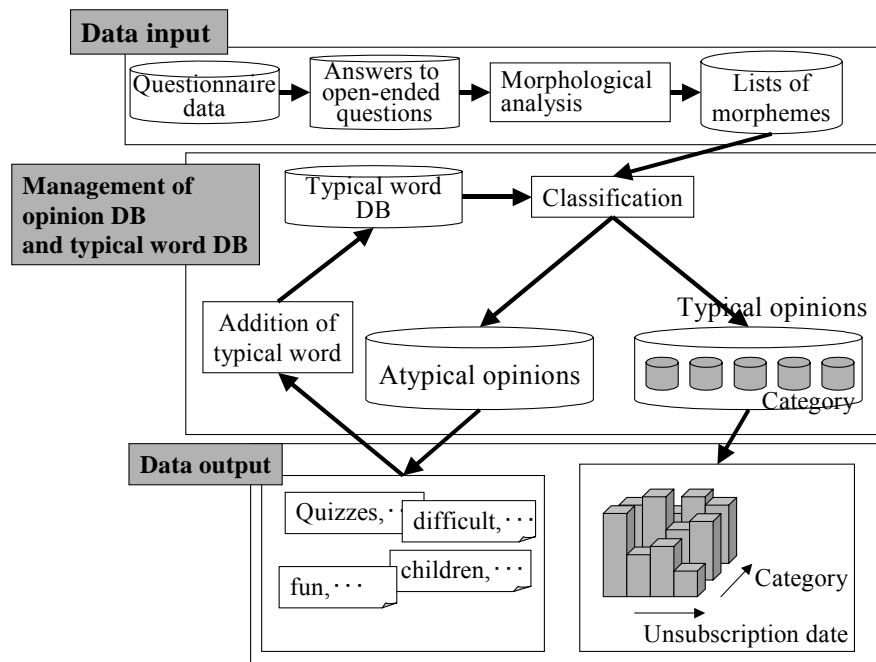 Data input
Questionnaire
data
Answers to
open-ended
questions
Morphological
analysis
Lists of
morphemes
Management of
opinion DB
and typical word DB
Typical word
DB
Classification
Addition of
typical word
Atypical opinions
Typical opinions
Category
Data output
Quizzes,··
difficult,···
children,···
fun,···
Category
Unsubscription date